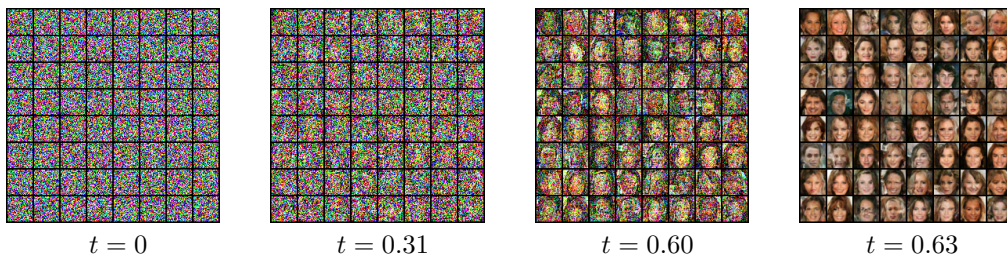 t = 0
t = 0.31
t = 0.60
t = 0.63